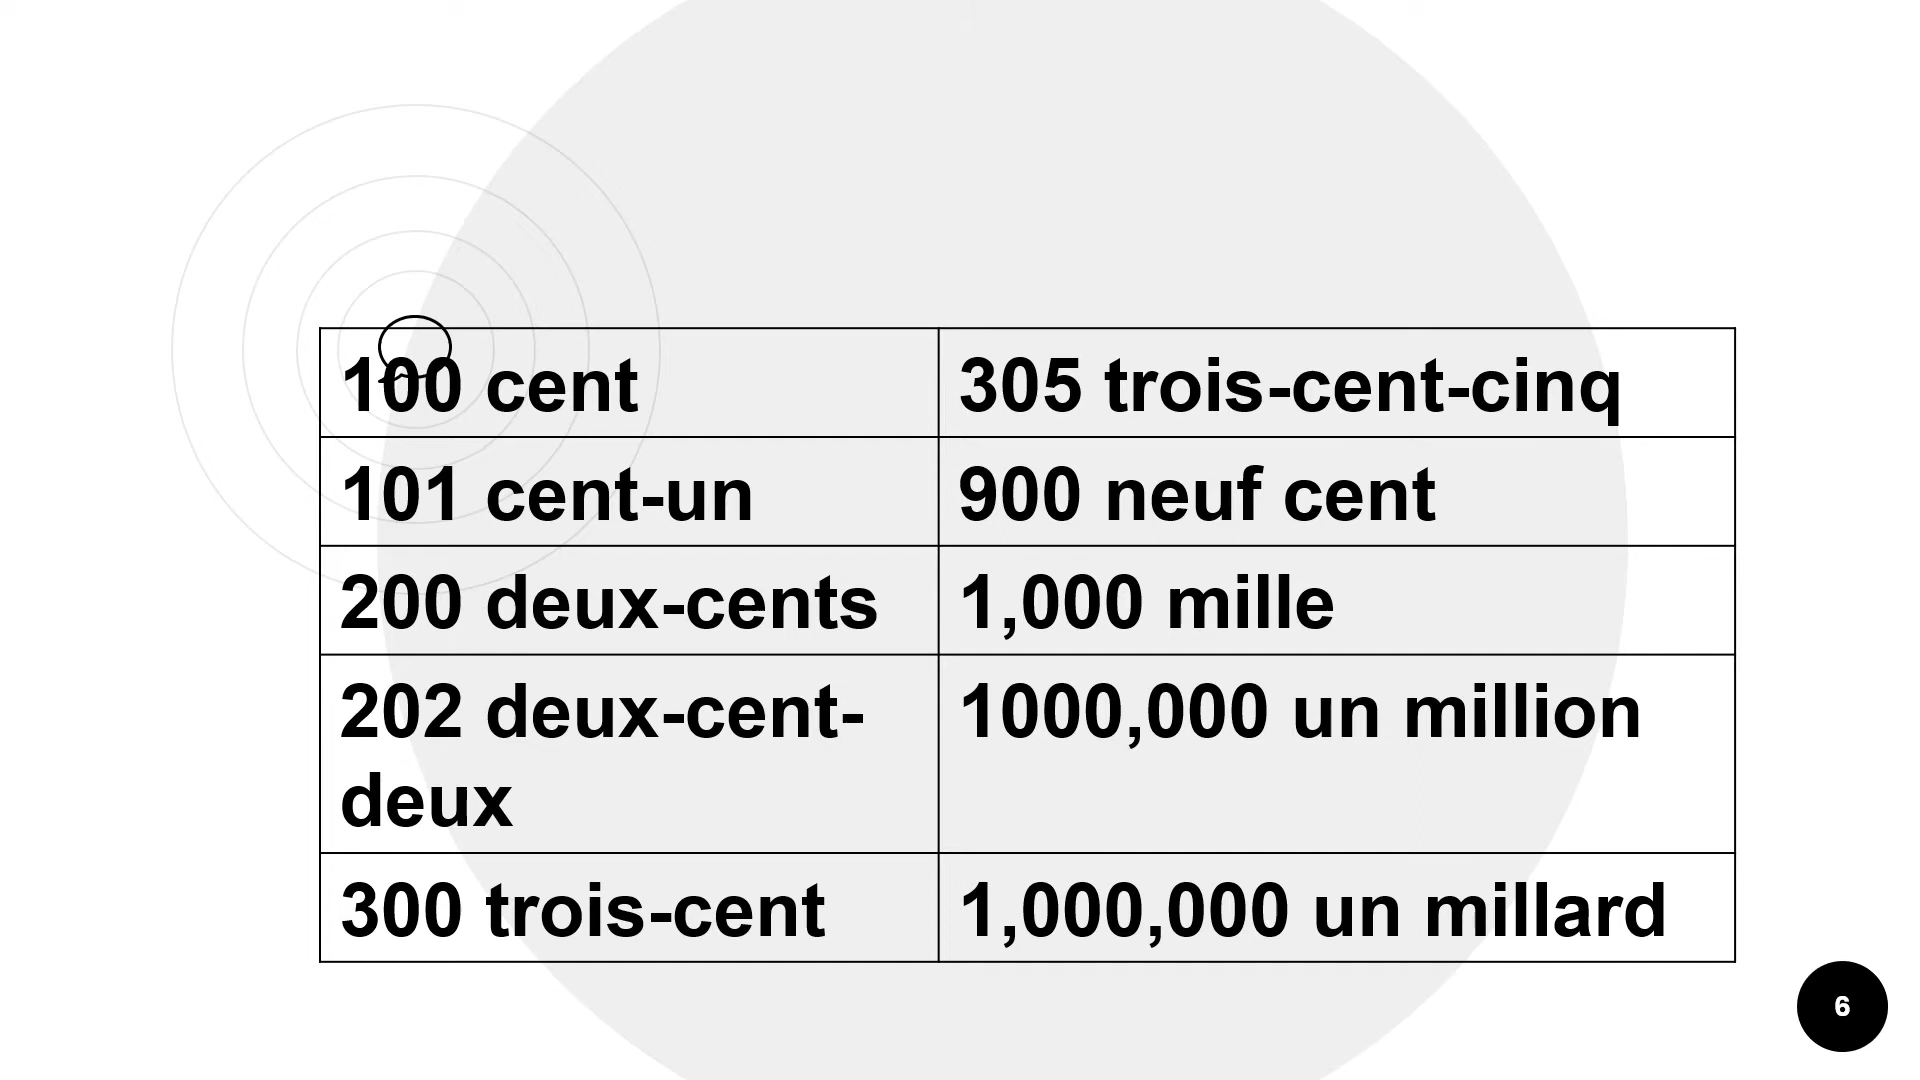 100 cent
305 trois-cent-cinq
101 cent-un
900 neuf cent
200 deux-cents
1,000 mille
202 deux-cent-
deux
1000,000 un million
300 trois-cent
1,000,000 un millard
6